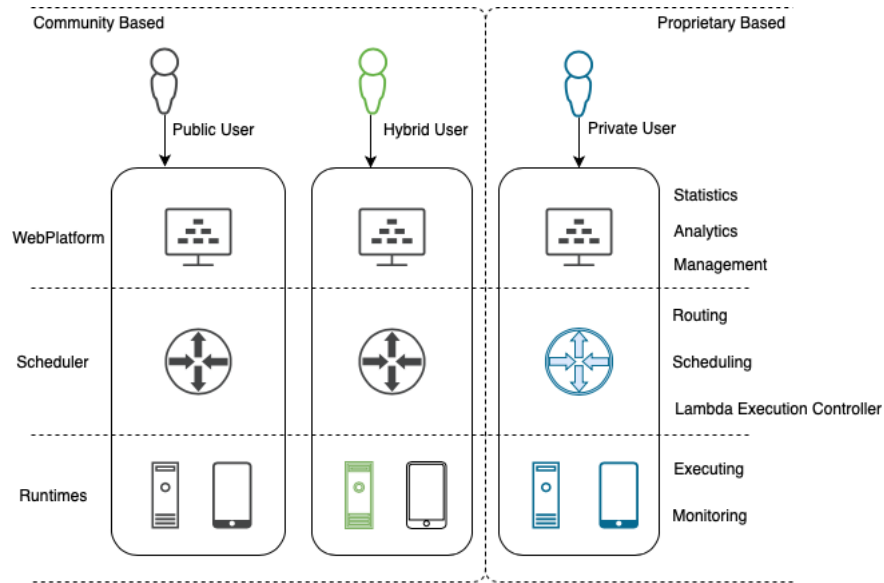 Community Based
Proprietary Based
Public User
Hybrid User
Private User
WebPlatform
Statistics
Analytics
Management
Scheduler
Routing
Scheduling
Lambda Execution Controller
Runtimes
Executing
Monitoring